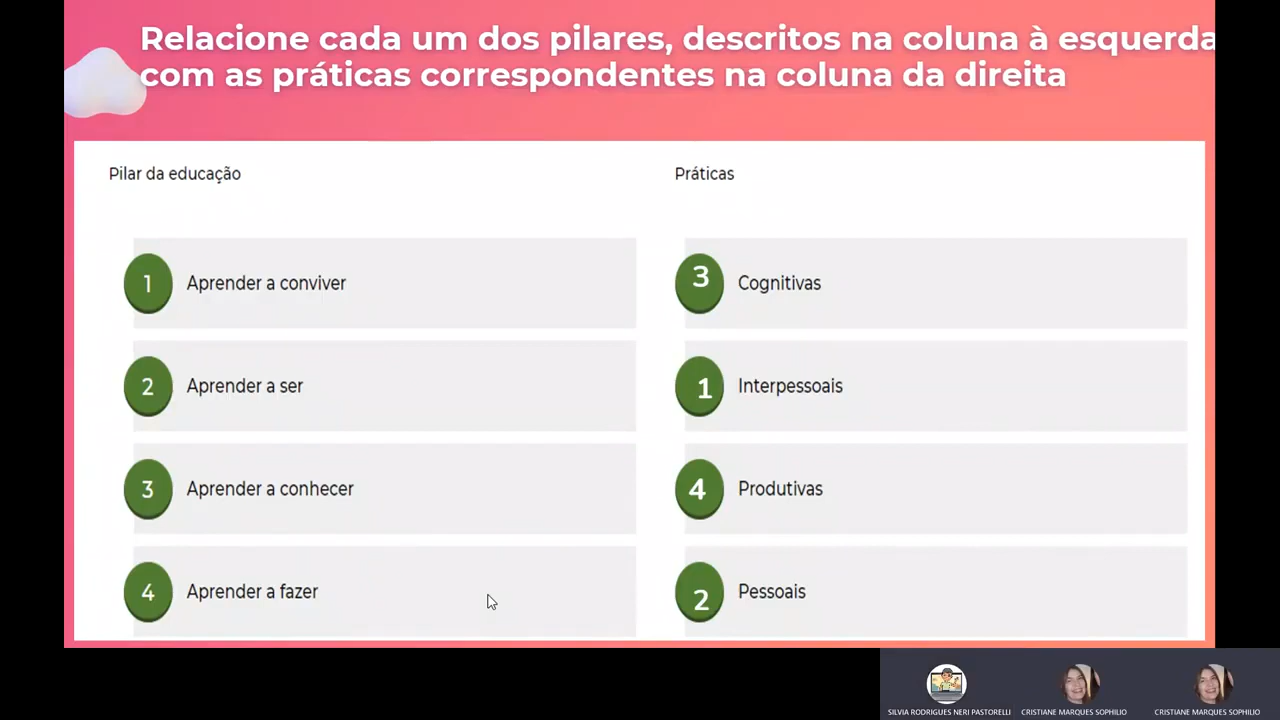 Relacione cada um dos pilares, descritos na coluna à esquerda
com as práticas correspondentes na coluna da direita
Pilar da educação
Práticas
1 Aprender a conviver
3 Cognitivas
2 Aprender a ser
1 Interpessoais
3 Aprender a conhecer
4 Produtivas
4 Aprender a fazer
2 Pessoais
SILVIA RODRIGUES NERI PASTORELLI
CRISTIANE MARQUES SOPHILIO
CRISTIANE MARQUES SOPHILIO